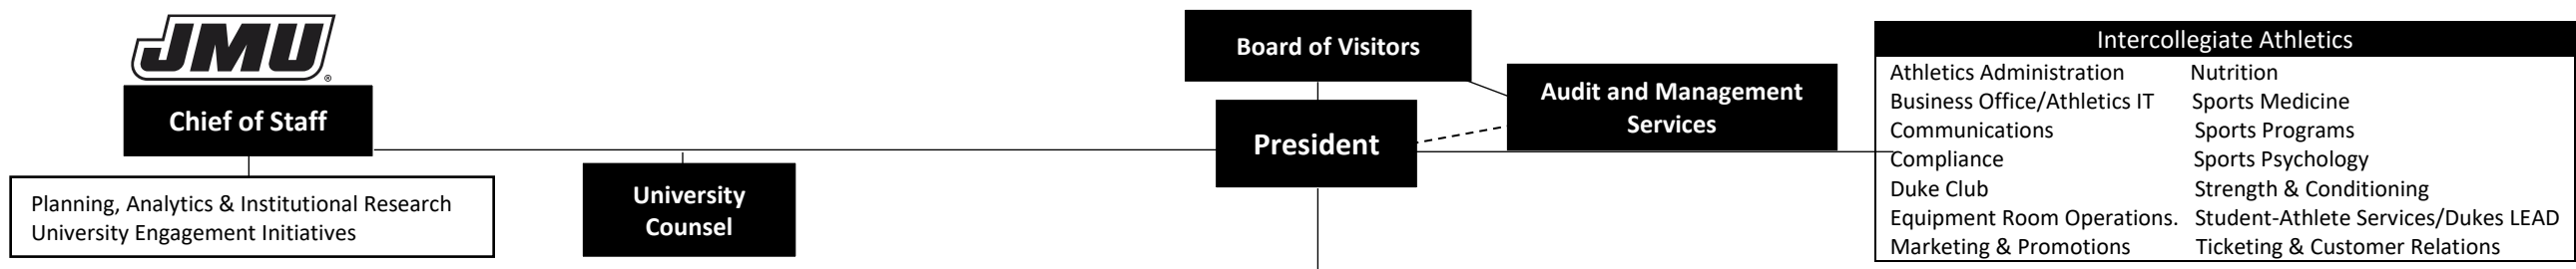 JMU
®
Chief of Staff
Planning, Analytics & Institutional Research
University Engagement Initiatives
University
Counsel
Board of Visitors
President
Audit and Management
Services
Intercollegiate Athletics
Athletics Administration
Business Office/Athletics IT
Communications
Compliance
Duke Club
Equipment Room Operations.
Marketing & Promotions
Nutrition
Sports Medicine
Sports Programs
Sports Psychology
Strength & Conditioning
Student-Athlete Services/Dukes LEAD
Ticketing & Customer Relations